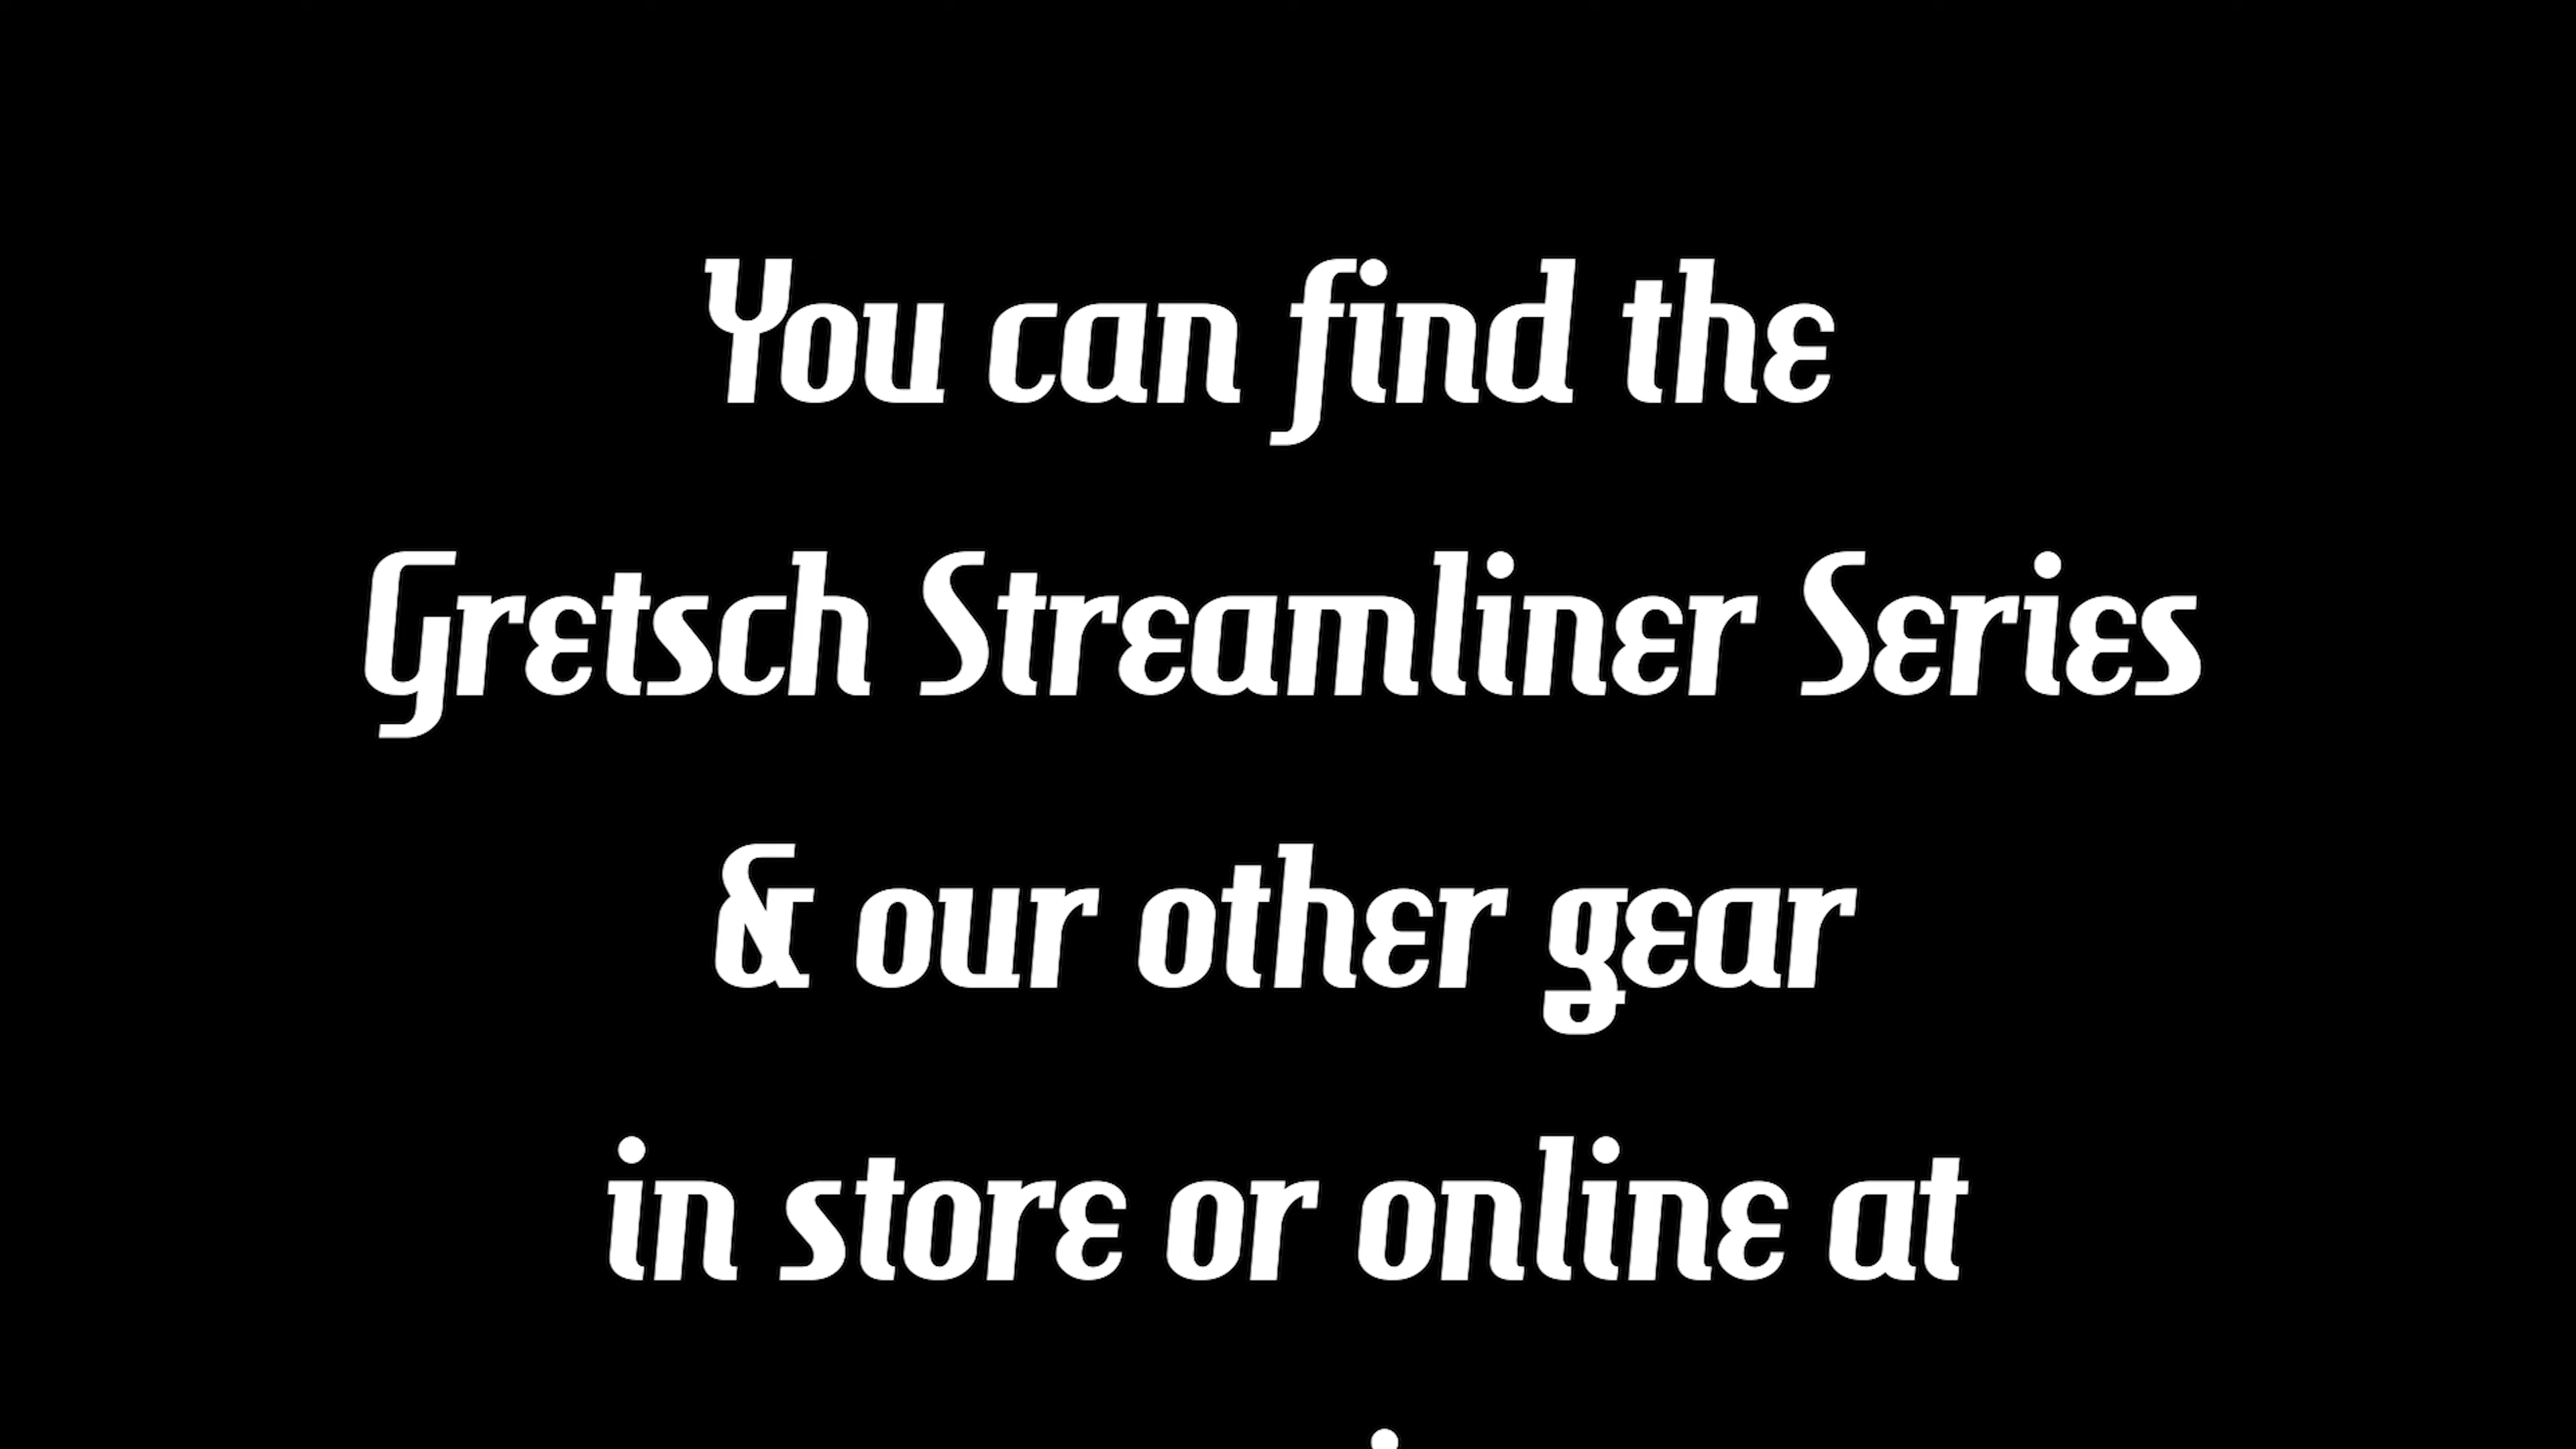 You can find the
Gretsch Streamliner Series
& our other gear
in store or online at